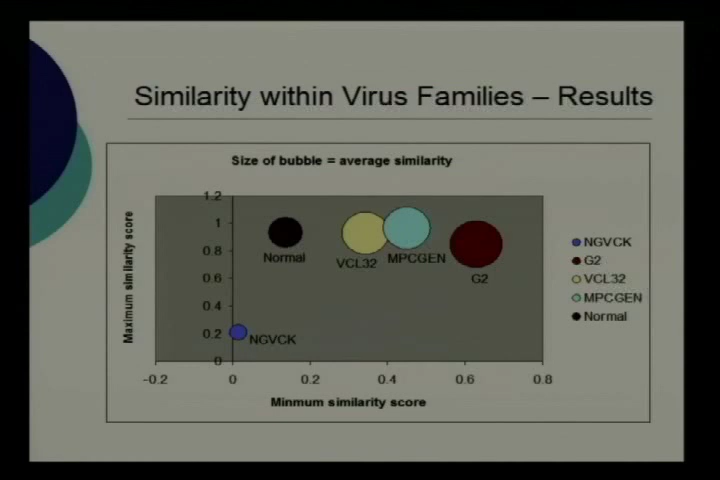 Similarity within Virus Families – Results
Size of bubble = average similarity
Maximum similarity score
1.2
1
0.8
0.6
0.4
0.2
0
-0.2 0 0.2 0.4 0.6 0.8
Minmum similarity score
Normal
VCL32
MPCGEN
G2
NGVCK
NGVCK
G2
VCL32
MPCGEN
Normal